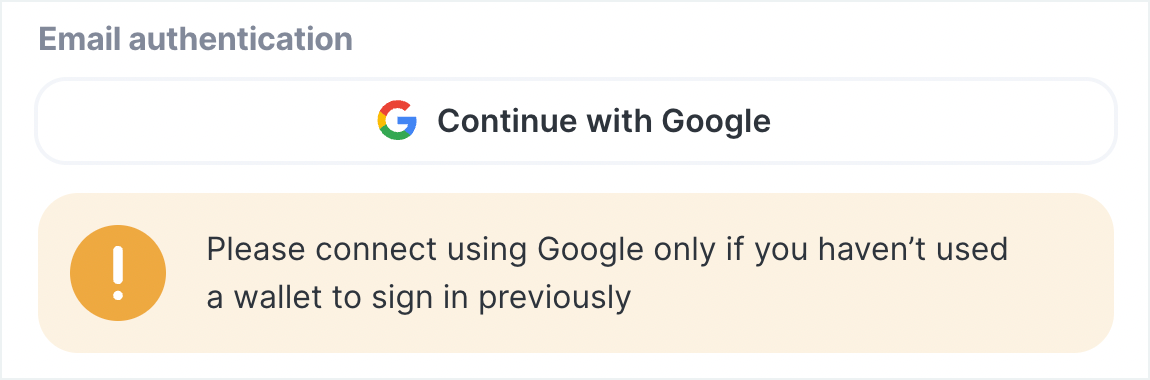 Email authentication
Continue with Google
Please connect using Google only if you haven’t used
a wallet to sign in previously